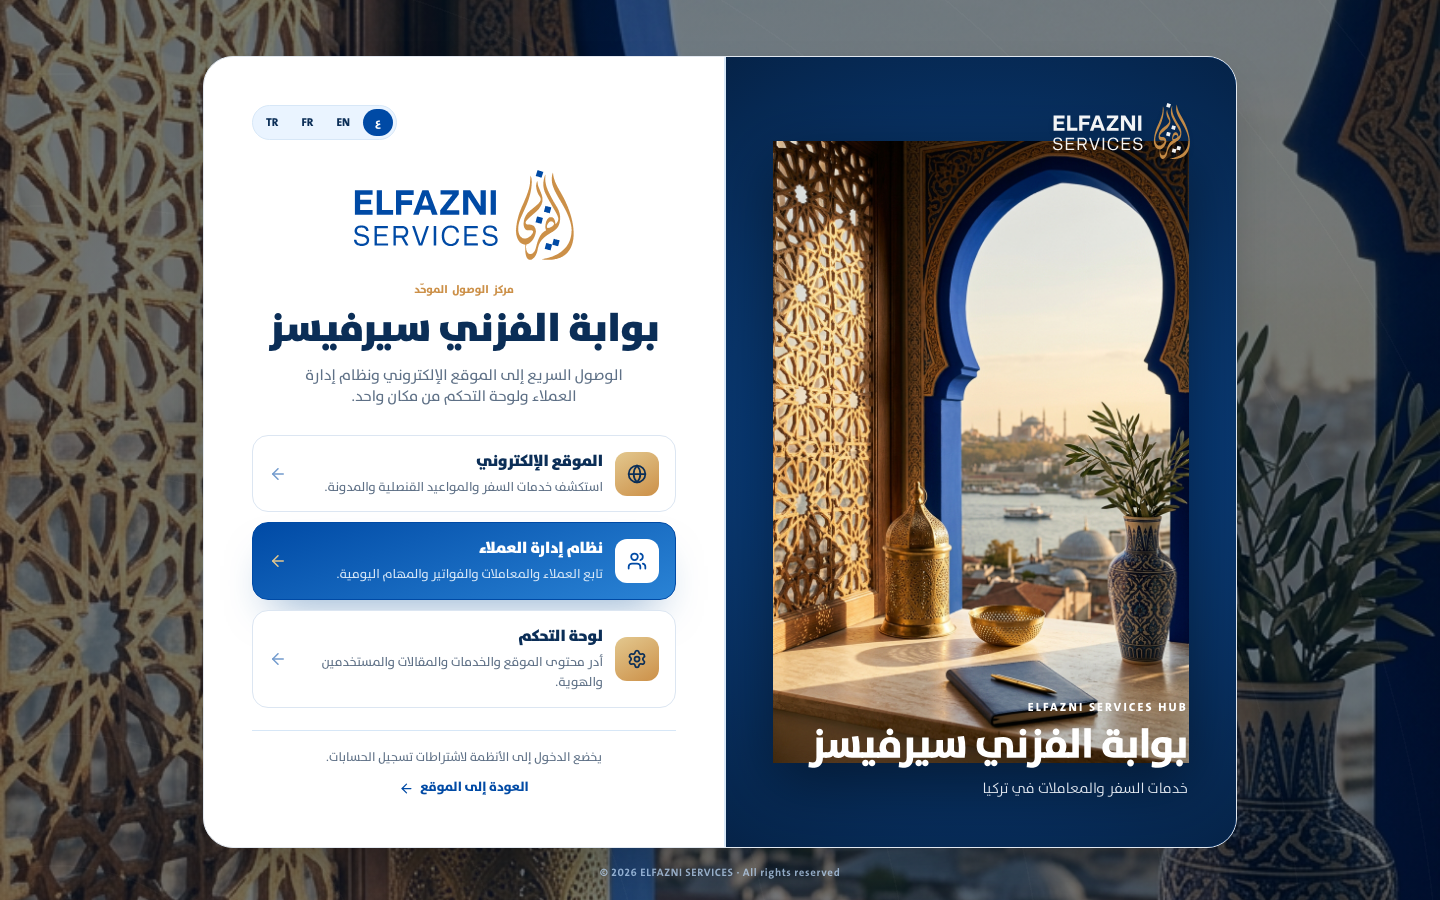 ELFAZNI
SERVICES
ELFAZNI SERVICES HUB
بوابة الفزني سيرفيسز
خدمات السفر والمعاملات في تركيا
ع
EN
FR
TR
ELFAZNI
SERVICES
مركز الوصول الموحّد
بوابة الفزني سيرفيسز
الوصول السريع إلى الموقع الإلكتروني ونظام إدارة
العملاء ولوحة التحكم من مكان واحد.
الموقع الإلكتروني
استكشف خدمات السفر والمواعيد القنصلية والمدونة.
نظام إدارة العملاء
تابع العملاء والمعاملات والفواتير والمهام اليومية.
لوحة التحكم
أدر محتوى الموقع والخدمات والمقالات والمستخدمين
والهوية.
يخضع الدخول إلى الأنظمة لاشتراطات تسجيل الحسابات.
العودة إلى الموقع
© 2026 ELFAZNI SERVICES · All rights reserved